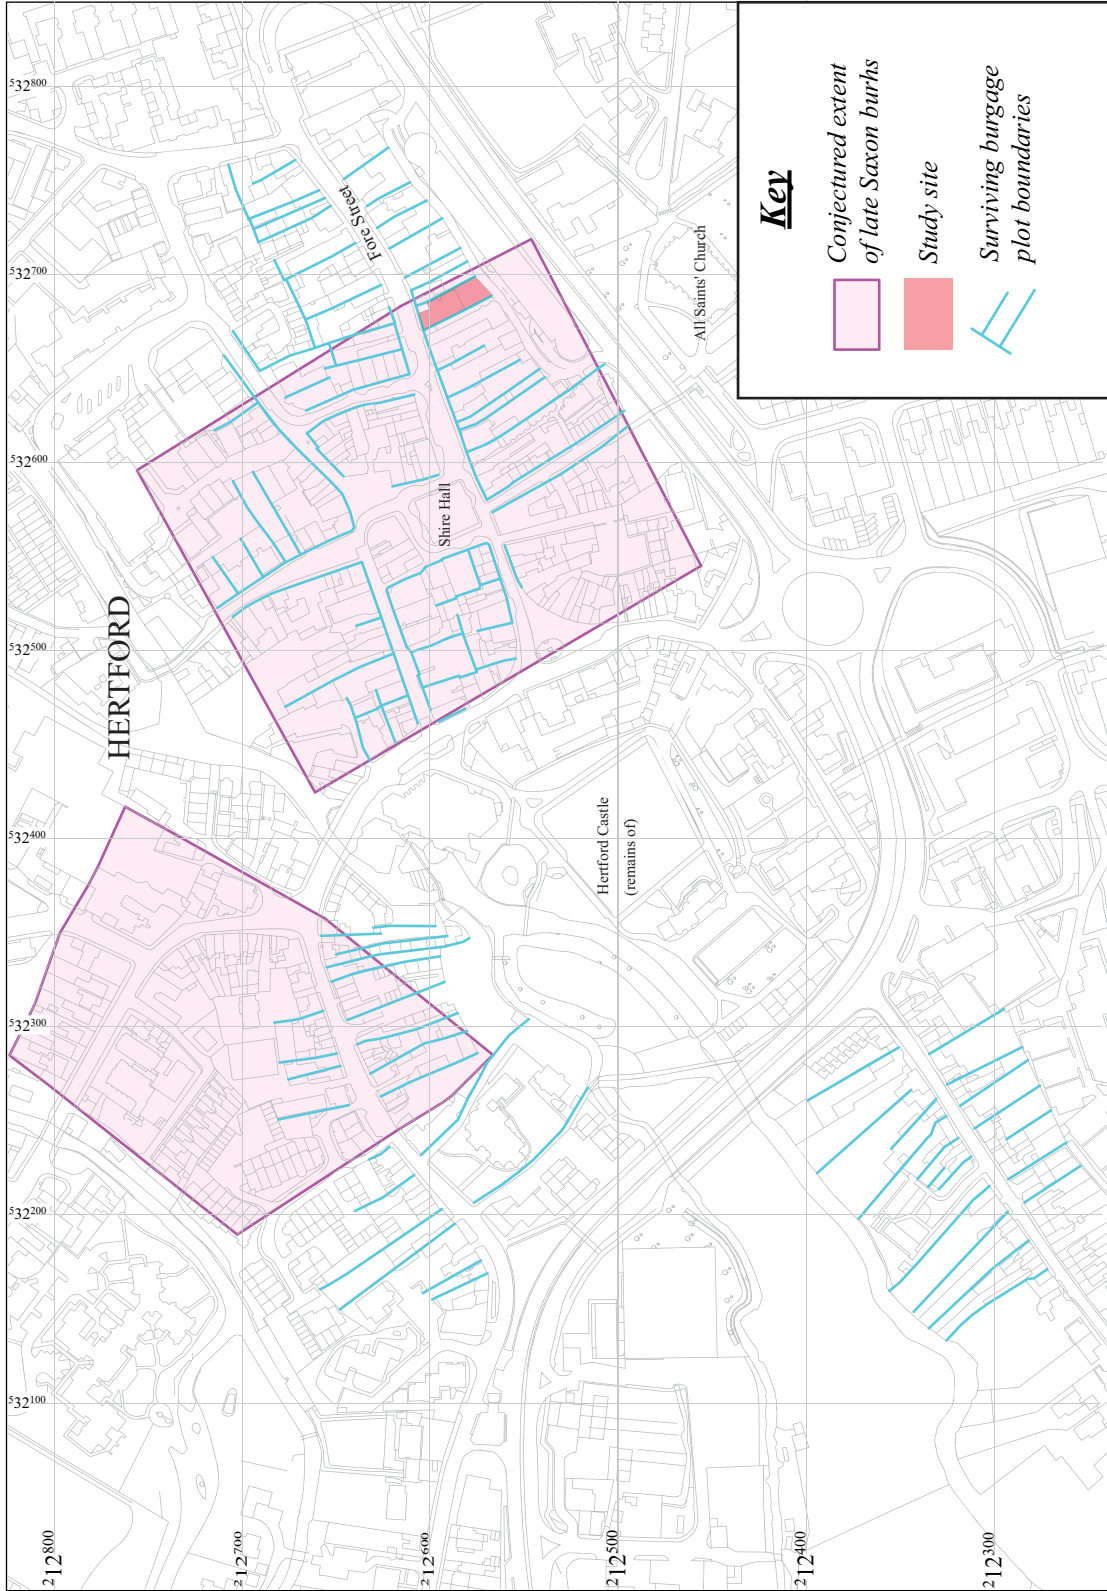 HERTFORD
Fore Street
Shire Hall
All Saints' Church
Hertford Castle
(remains of)
532100
532200
532300
532400
532500
532600
532700
532800
212800
212700
212600
212500
212400
212300
Key
Conjectured extent
of late Saxon burhs
Study site
Surviving burgage
plot boundaries